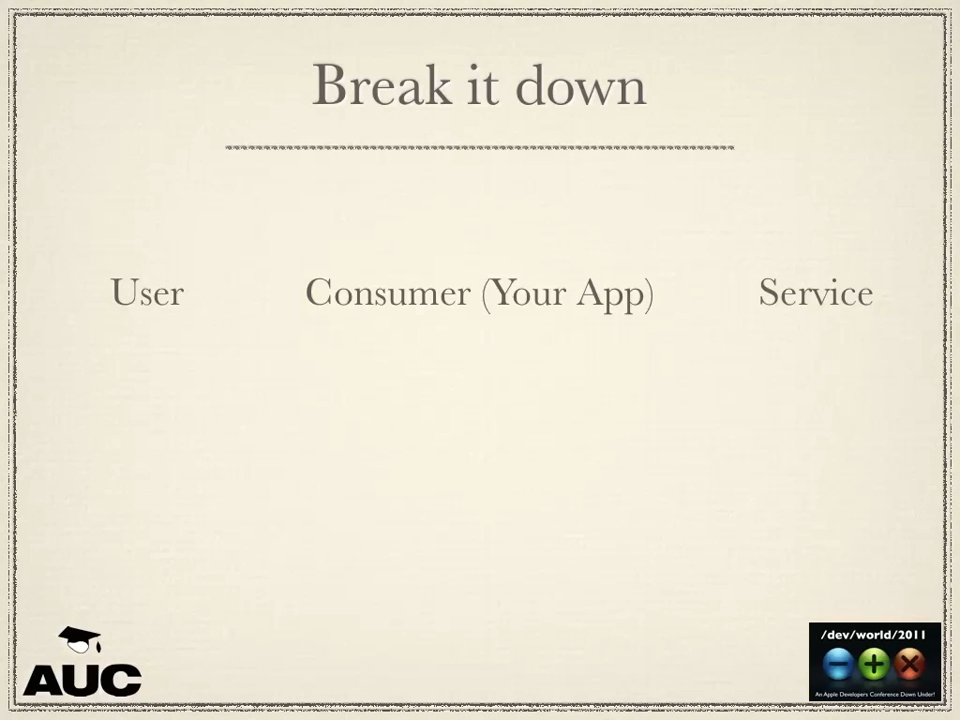 Break it down
User Consumer (Your App) Service
AUC
/dev/world/2011
An Apple Developers Conference Down Under!